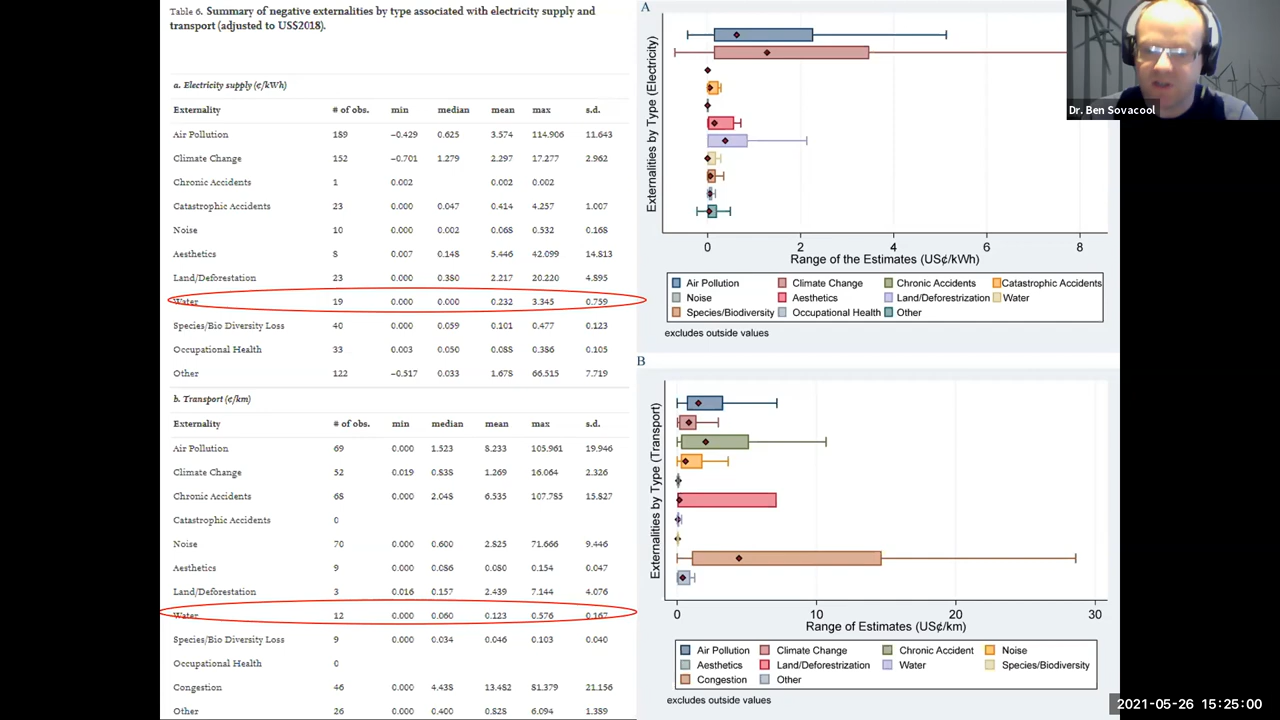 Table 6. Summary of negative externalities by type associated with electricity supply and
transport (adjusted to US$2018).
a. Electricity supply (¢/kWh)
Externality # of obs. min median mean max s.d.
Air Pollution 189 −0.429 0.625 3.574 114.906 11.643
Climate Change 152 −0.701 1.279 2.297 17.277 2.962
Chronic Accidents 1 0.002 0.002 0.002
Catastrophic Accidents 23 0.000 0.047 0.414 4.257 1.007
Noise 10 0.000 0.002 0.068 0.532 0.168
Aesthetics 8 0.007 0.148 5.446 42.099 14.813
Land/Deforestation 23 0.000 0.380 2.217 20.220 4.895
Water 19 0.000 0.000 0.232 3.345 0.759
Species/Bio Diversity Loss 40 0.000 0.059 0.101 0.477 0.123
Occupational Health 33 0.003 0.050 0.088 0.386 0.105
Other 122 −0.517 0.033 1.678 66.515 7.719
b. Transport (¢/km)
Externality # of obs. min median mean max s.d.
Air Pollution 69 0.000 1.523 8.233 105.961 19.946
Climate Change 52 0.019 0.838 1.269 16.064 2.326
Chronic Accidents 68 0.000 2.048 6.535 107.785 15.827
Catastrophic Accidents 0
Noise 70 0.000 0.600 2.825 71.666 9.446
Aesthetics 9 0.000 0.086 0.080 0.154 0.047
Land/Deforestation 3 0.016 0.157 2.439 7.144 4.076
Water 12 0.000 0.060 0.123 0.576 0.167
Species/Bio Diversity Loss 9 0.000 0.034 0.046 0.103 0.040
Occupational Health 0
Congestion 46 0.000 4.438 13.482 81.379 21.156
Other 26 0.000 0.400 0.828 6.094 1.389
A
Externalities by Type (Electricity)
0 2 4 6 8
Range of the Estimates (US¢/kWh)
Air Pollution Climate Change Chronic Accidents Catastrophic Accidents
Noise Aesthetics Land/Deforestrization Water
Species/Biodiversity Occupational Health Other
excludes outside values
B
Externalities by Type (Transport)
0 10 20 30
Range of Estimates (US¢/km)
Air Pollution Climate Change Chronic Accident Noise
Aesthetics Land/Deforestrization Water Species/Biodiversity
Congestion Other
excludes outside values
Dr. Ben Sovacool
2021-05-26 15:25:00